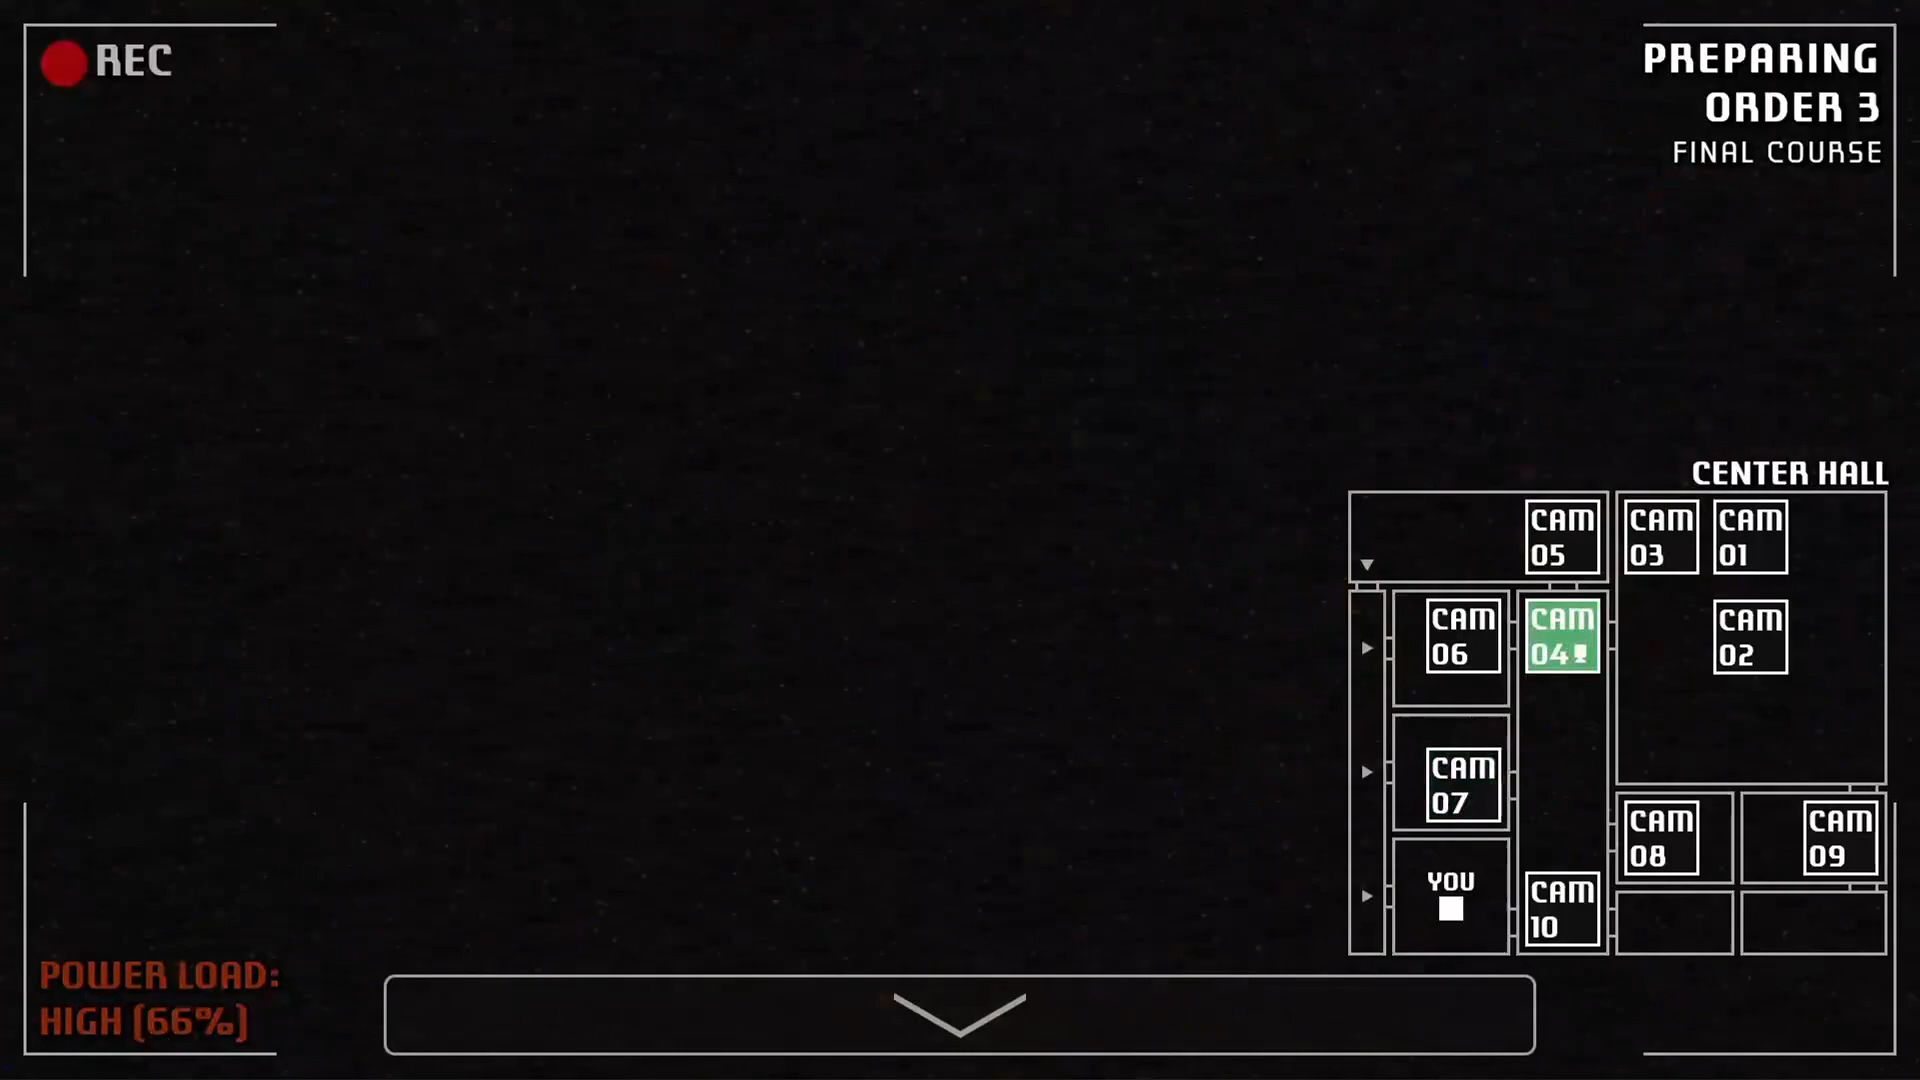 REC
PREPARING
ORDER 3
FINAL COURSE
CENTER HALL
CAM
05
CAM
03
CAM
01
CAM
06
CAM
04
CAM
02
CAM
07
CAM
08
CAM
09
YOU
CAM
10
POWER LOAD:
HIGH (66%)